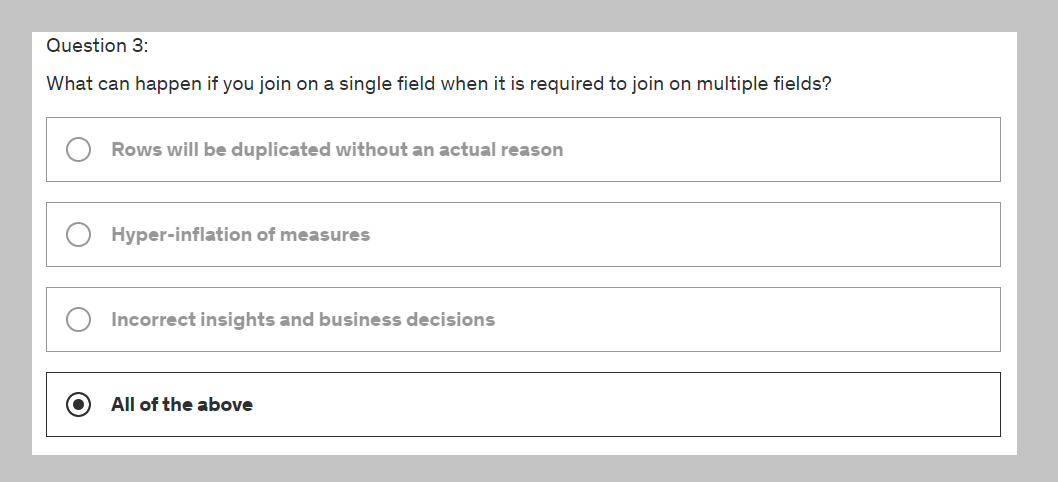 Question 3:
What can happen if you join on a single field when it is required to join on multiple fields?
Rows will be duplicated without an actual reason
Hyper-inflation of measures
Incorrect insights and business decisions
All of the above